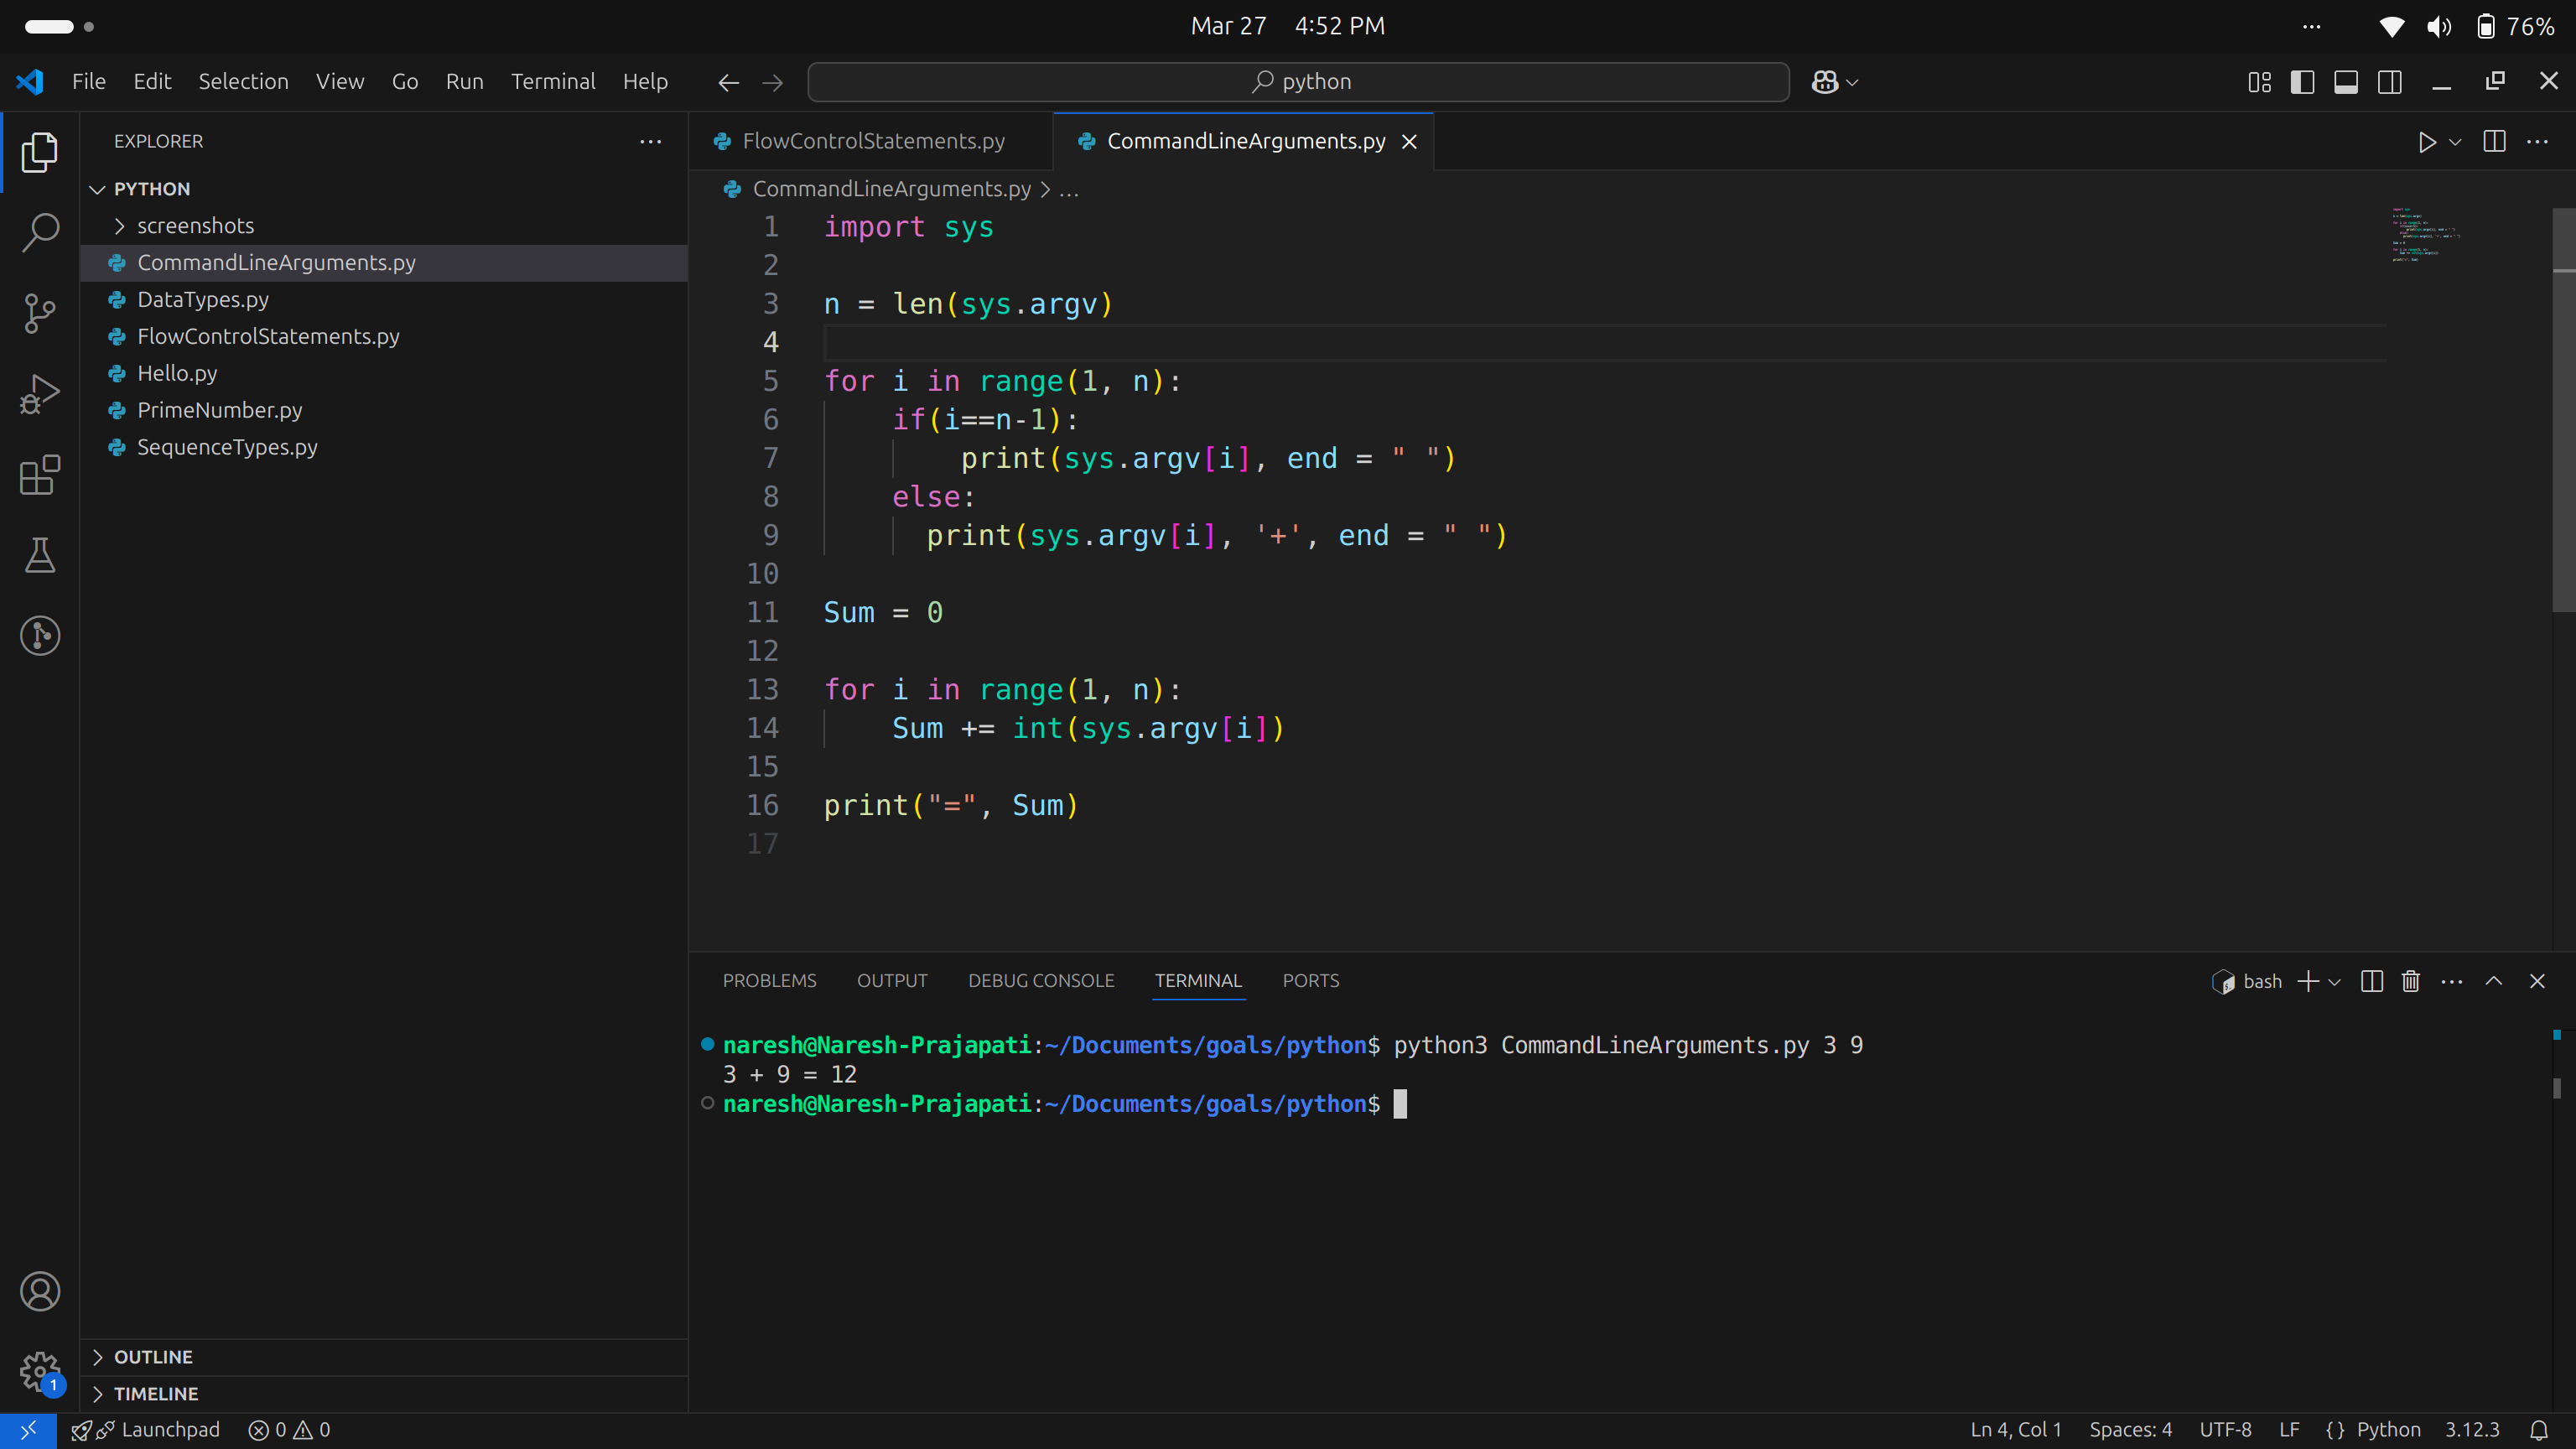 Mar 27 4:52 PM
76%
File Edit Selection View Go Run Terminal Help
python
EXPLORER
PYTHON
screenshots
CommandLineArguments.py
DataTypes.py
FlowControlStatements.py
Hello.py
PrimeNumber.py
SequenceTypes.py
OUTLINE
TIMELINE
FlowControlStatements.py
CommandLineArguments.py
CommandLineArguments.py > ...
1 import sys
2
3 n = len(sys.argv)
4
5 for i in range(1, n):
6     if(i==n-1):
7         print(sys.argv[i], end = " ")
8     else:
9       print(sys.argv[i], '+', end = " ")
10
11 Sum = 0
12
13 for i in range(1, n):
14     Sum += int(sys.argv[i])
15
16 print("=", Sum)
17
PROBLEMS OUTPUT DEBUG CONSOLE TERMINAL PORTS
bash
naresh@Naresh-Prajapati:~/Documents/goals/python$ python3 CommandLineArguments.py 3 9
3 + 9 = 12
naresh@Naresh-Prajapati:~/Documents/goals/python$
1
Launchpad 0 0
Ln 4, Col 1 Spaces: 4 UTF-8 LF {} Python 3.12.3